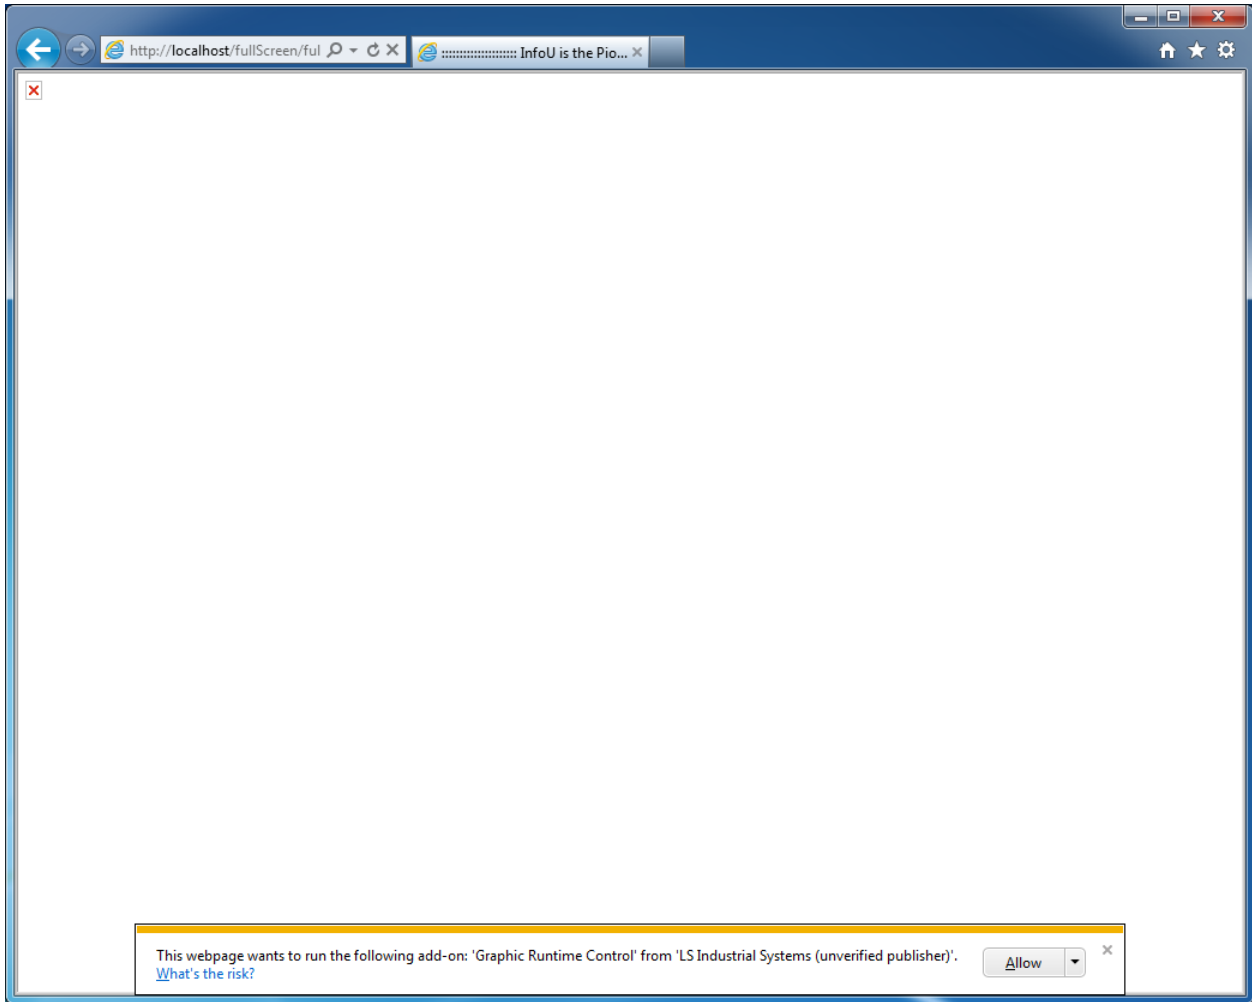 http://localhost/fullScreen/ful
::::::::::::::::::::: InfoU is the Pio...
This webpage wants to run the following add-on: 'Graphic Runtime Control' from 'LS Industrial Systems (unverified publisher)'.
What's the risk?
Allow